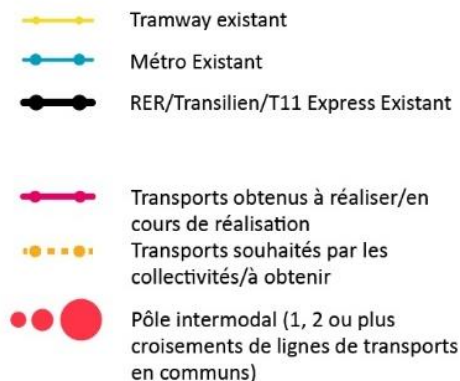 Tramway existant
Métro Existant
RER/Transilien/T11 Express Existant
Transports obtenus à réaliser/en
cours de réalisation
Transports souhaités par les
collectivités/à obtenir
Pôle intermodal (1, 2 ou plus
croisements de lignes de transports
en communs)